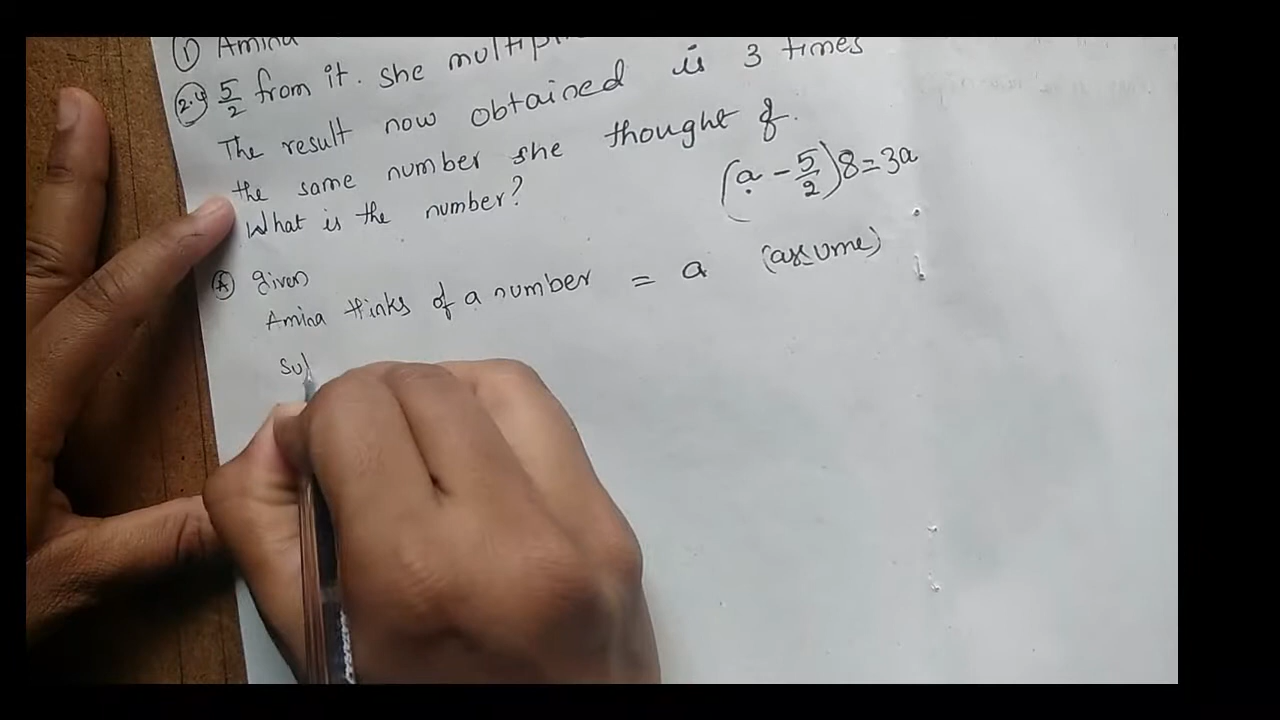 ① Amina
2.4 5/2 from it. She
The result now obtained is 3 times
the same number she thought of.
What is the number?
(a - 5/2)8 = 3a
Ⓐ given
Amina thinks of a number = a (assume)
Su